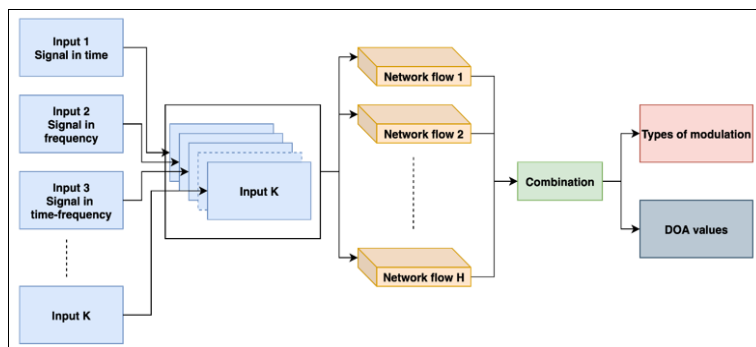 Input 1
Signal in time
Input 2
Signal in
frequency
Input 3
Signal in
time-frequency
Input K
Input K
Network flow 1
Network flow 2
Network flow H
Combination
Types of modulation
DOA values